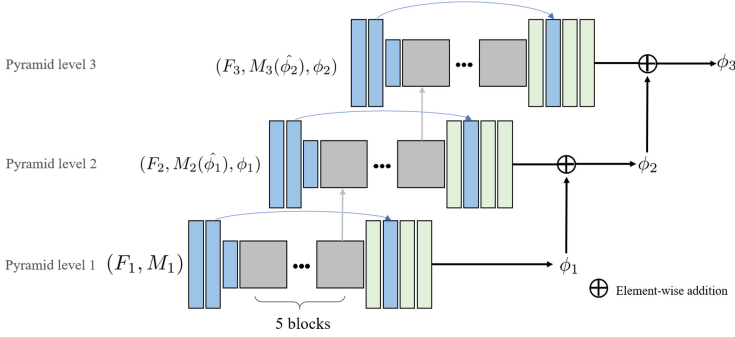 Pyramid level 3
(F₃, M₃(ϕ̂₂), ϕ₂)
•••
ϕ₃
Pyramid level 2
(F₂, M₂(ϕ̂₁), ϕ₁)
•••
ϕ₂
Pyramid level 1
(F₁, M₁)
•••
ϕ₁
Element-wise addition
5 blocks